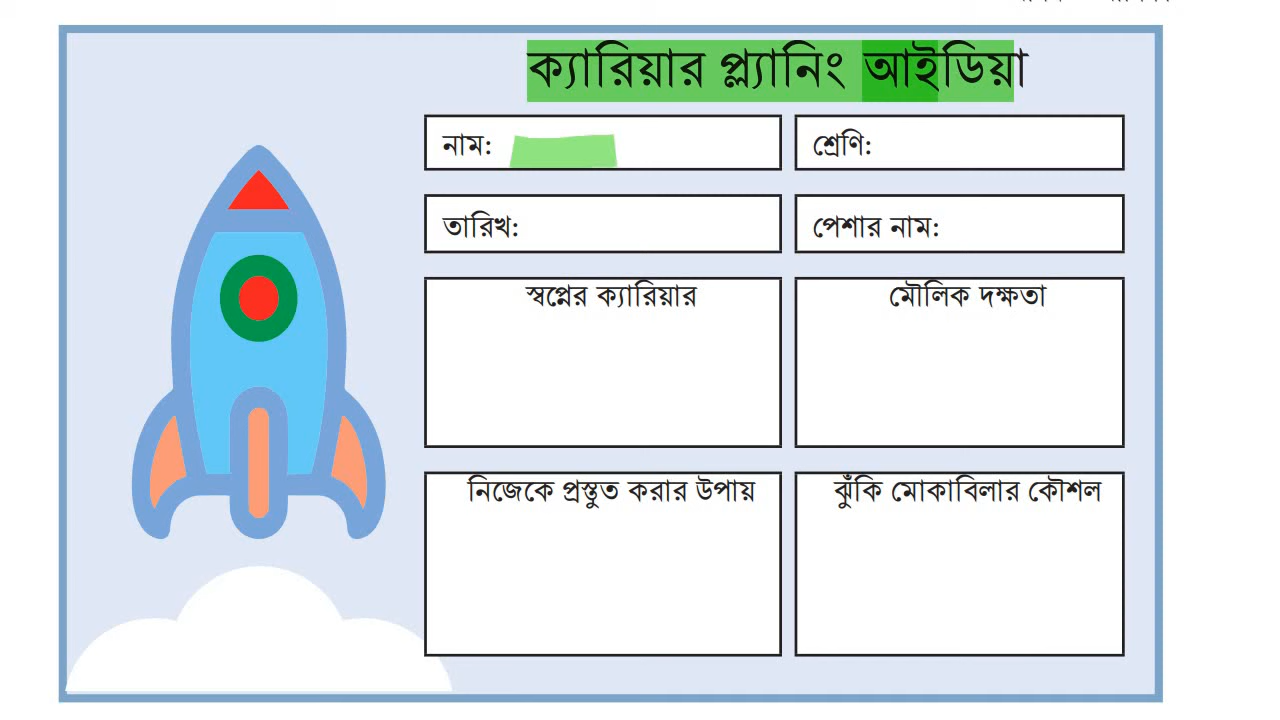 ক্যারিয়ার প্ল্যানিং আইডিয়া
নাম:
শ্রেণি:
তারিখ:
পেশার নাম:
স্বপ্নের ক্যারিয়ার
মৌলিক দক্ষতা
নিজেকে প্রস্তুত করার উপায়
ঝুঁকি মোকাবিলার কৌশল